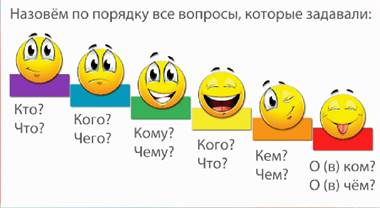 Назовём по порядку все вопросы, которые задавали:
Кто?
Что?
Кого?
Чего?
Кому?
Чему?
Кого?
Что?
Кем?
Чем?
О (в) ком?
О (в) чём?